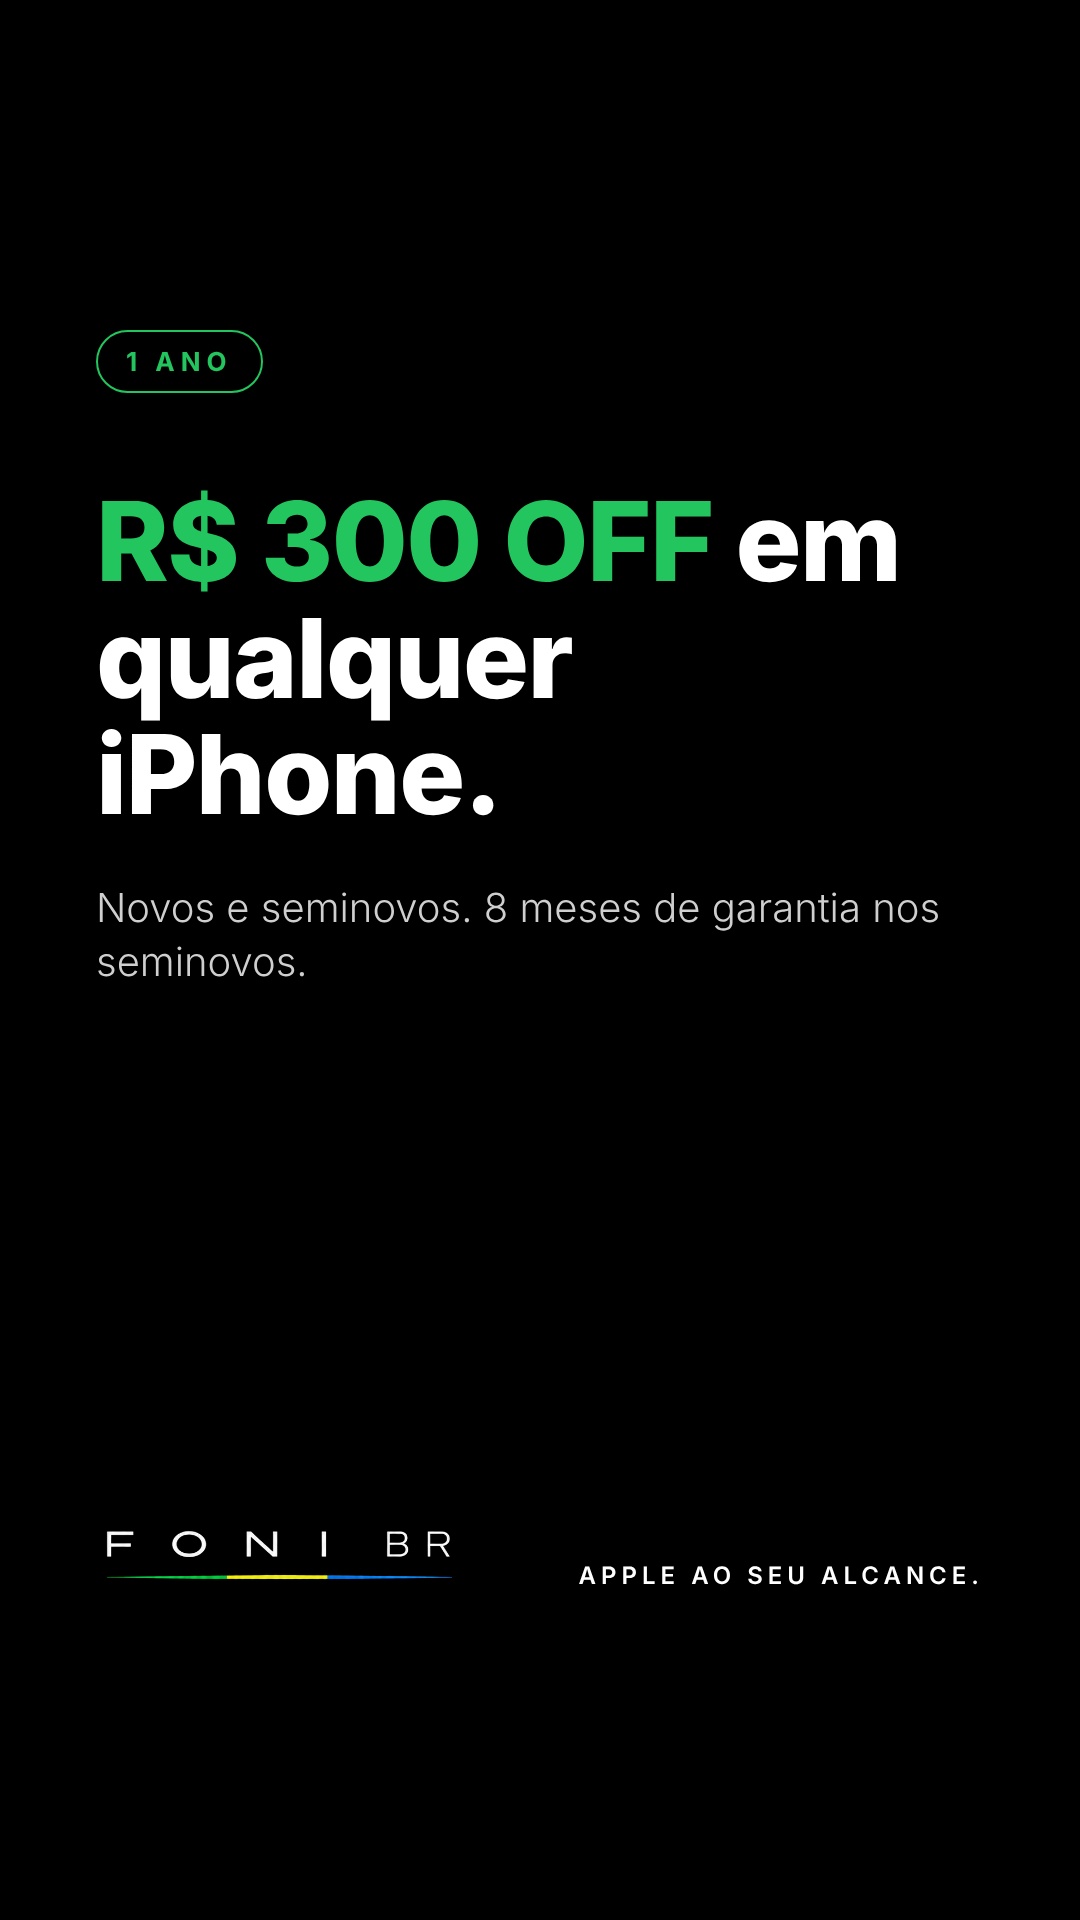 1 ANO
R$ 300 OFF em
qualquer
iPhone.
Novos e seminovos. 8 meses de garantia nos
seminovos.
FONI BR
APPLE AO SEU ALCANCE.